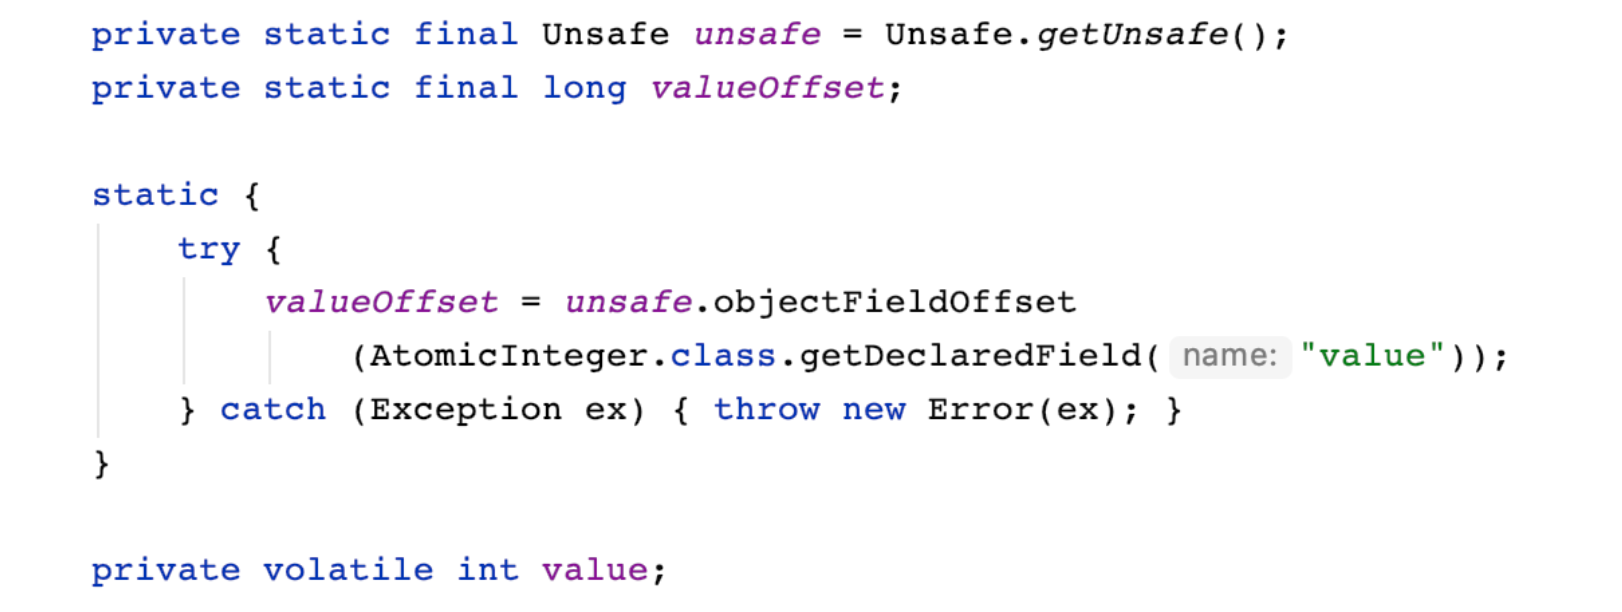 private static final Unsafe unsafe = Unsafe.getUnsafe();
private static final long valueOffset;
static {
try {
valueOffset = unsafe.objectFieldOffset
(AtomicInteger.class.getDeclaredField( name: "value"));
} catch (Exception ex) { throw new Error(ex); }
}
private volatile int value;